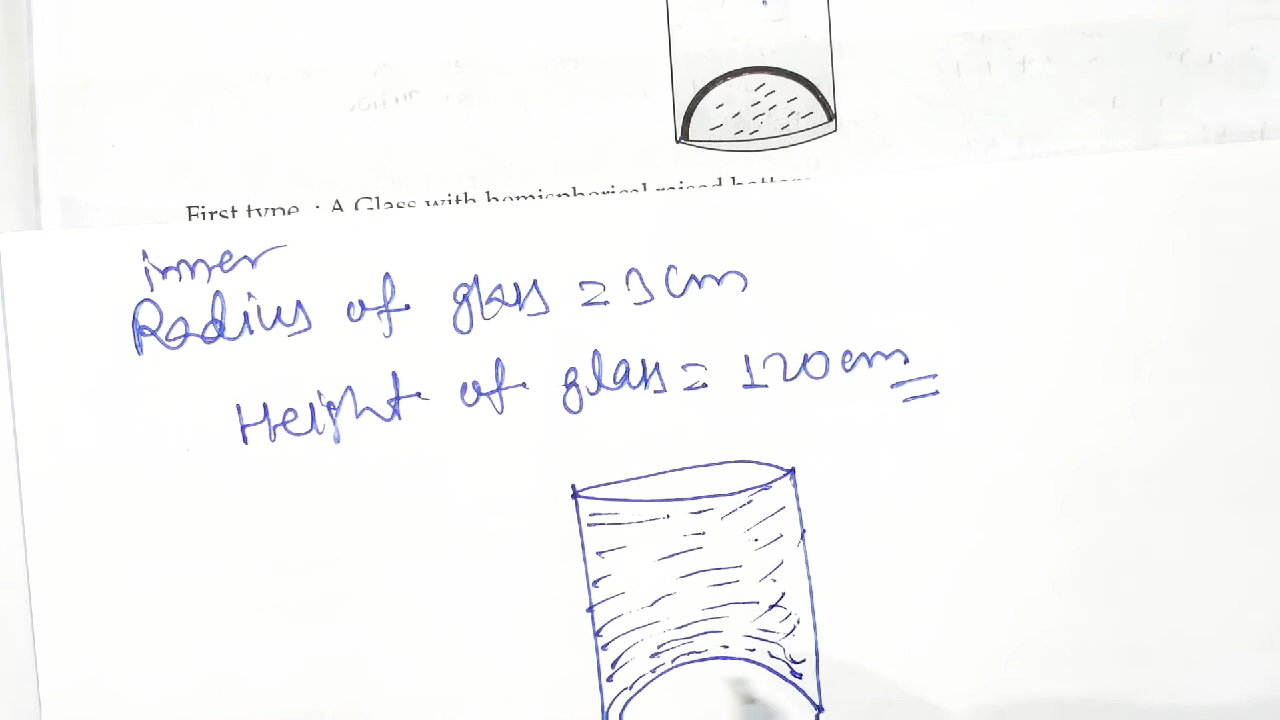 First type : A Glass with hemispherical raised bottom
inner
Radius of glass = 3 cm
Height of glass = 120 cm